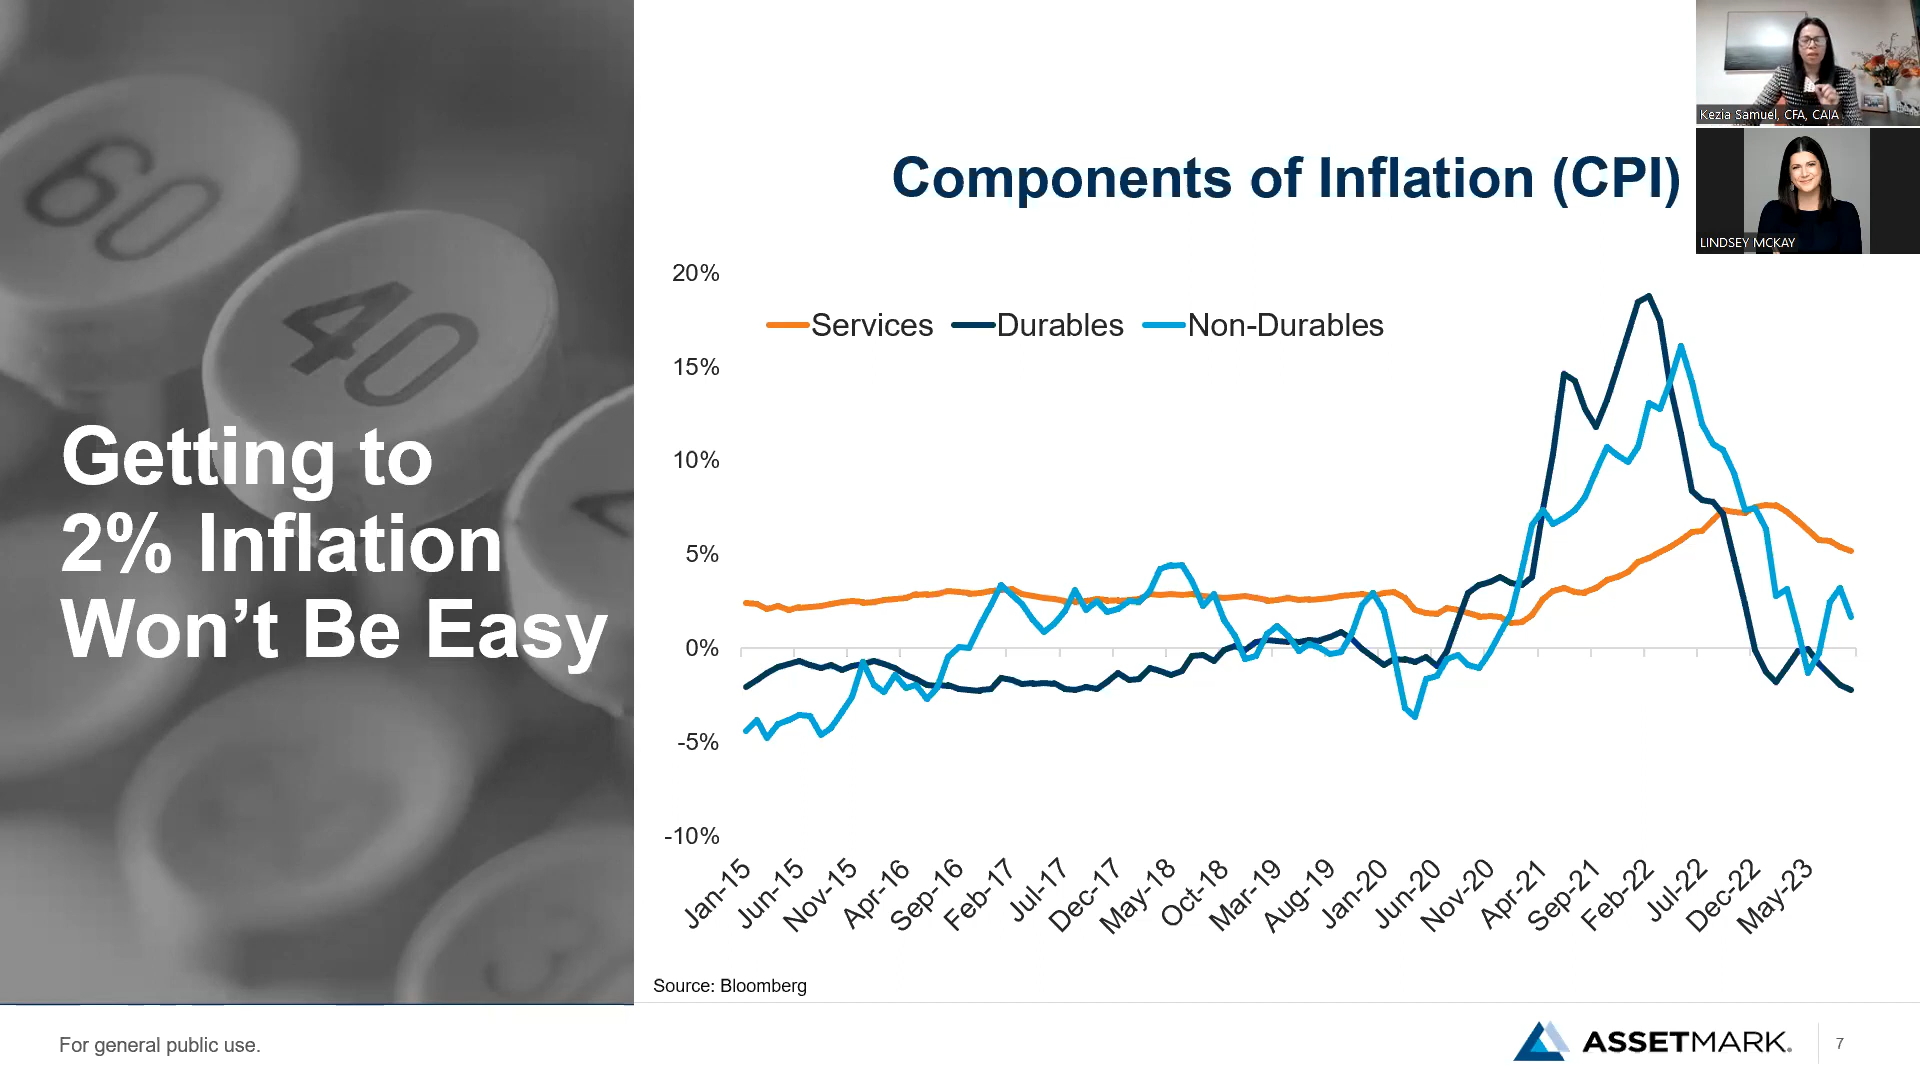 60
40
Getting to
2% Inflation
Won't Be Easy
Kezia Samuel, CFA, CAIA
LINDSEY MCKAY
Components of Inflation (CPI)
Services Durables Non-Durables
20%
15%
10%
5%
0%
-5%
-10%
Jan-15 Jun-15 Nov-15 Apr-16 Sep-16 Feb-17 Jul-17 Dec-17 May-18 Oct-18 Mar-19 Aug-19 Jan-20 Jun-20 Nov-20 Apr-21 Sep-21 Feb-22 Jul-22 Dec-22 May-23
Source: Bloomberg
For general public use.
ASSETMARK.
7